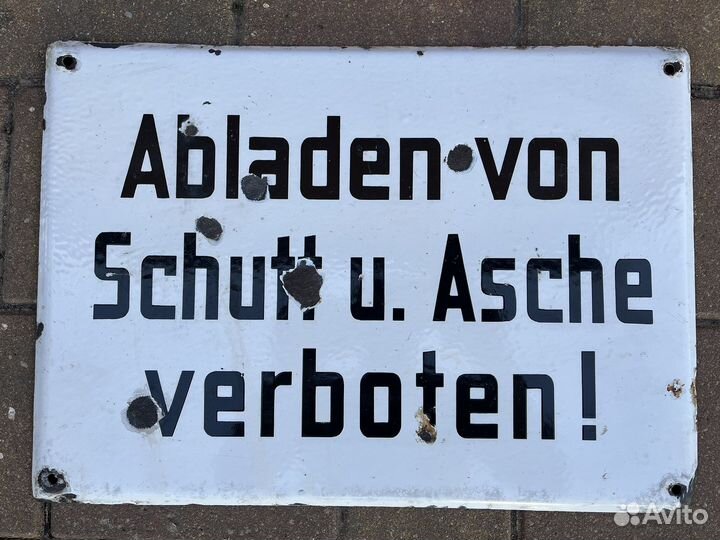 Abladen von
Schutt u. Asche
verboten!
Avito